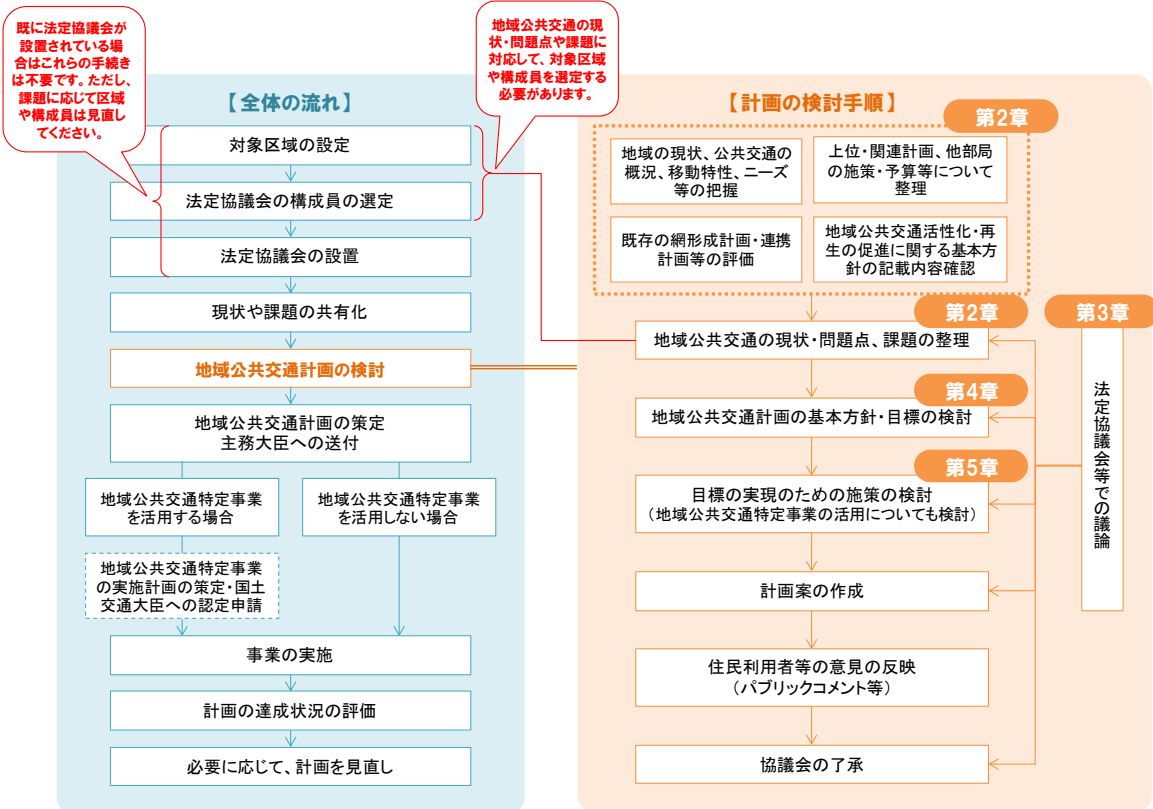 既に法定協議会が
設置されている場
合はこれらの手続き
は不要です。ただし、
課題に応じて区域
や構成員は見直し
てください。
地域公共交通の現
状・問題点や課題に
対応して、対象区域
や構成員を選定する
必要があります。
【全体の流れ】
対象区域の設定
法定協議会の構成員の選定
法定協議会の設置
現状や課題の共有化
地域公共交通計画の検討
地域公共交通計画の策定
主務大臣への送付
地域公共交通特定事業
を活用する場合
地域公共交通特定事業
を活用しない場合
地域公共交通特定事業
の実施計画の策定・国土
交通大臣への認定申請
事業の実施
計画の達成状況の評価
必要に応じて、計画を見直し
【計画の検討手順】
第2章
地域の現状、公共交通の
概況、移動特性、ニーズ
等の把握
上位・関連計画、他部局
の施策・予算等について
整理
既存の網形成計画・連携
計画等の評価
地域公共交通活性化・再
生の促進に関する基本方
針の記載内容確認
第2章
地域公共交通の現状・問題点、課題の整理
第4章
地域公共交通計画の基本方針・目標の検討
第5章
目標の実現のための施策の検討
（地域公共交通特定事業の活用についても検討）
計画案の作成
住民利用者等の意見の反映
（パブリックコメント等）
協議会の了承
第3章
法定協議会等での議論